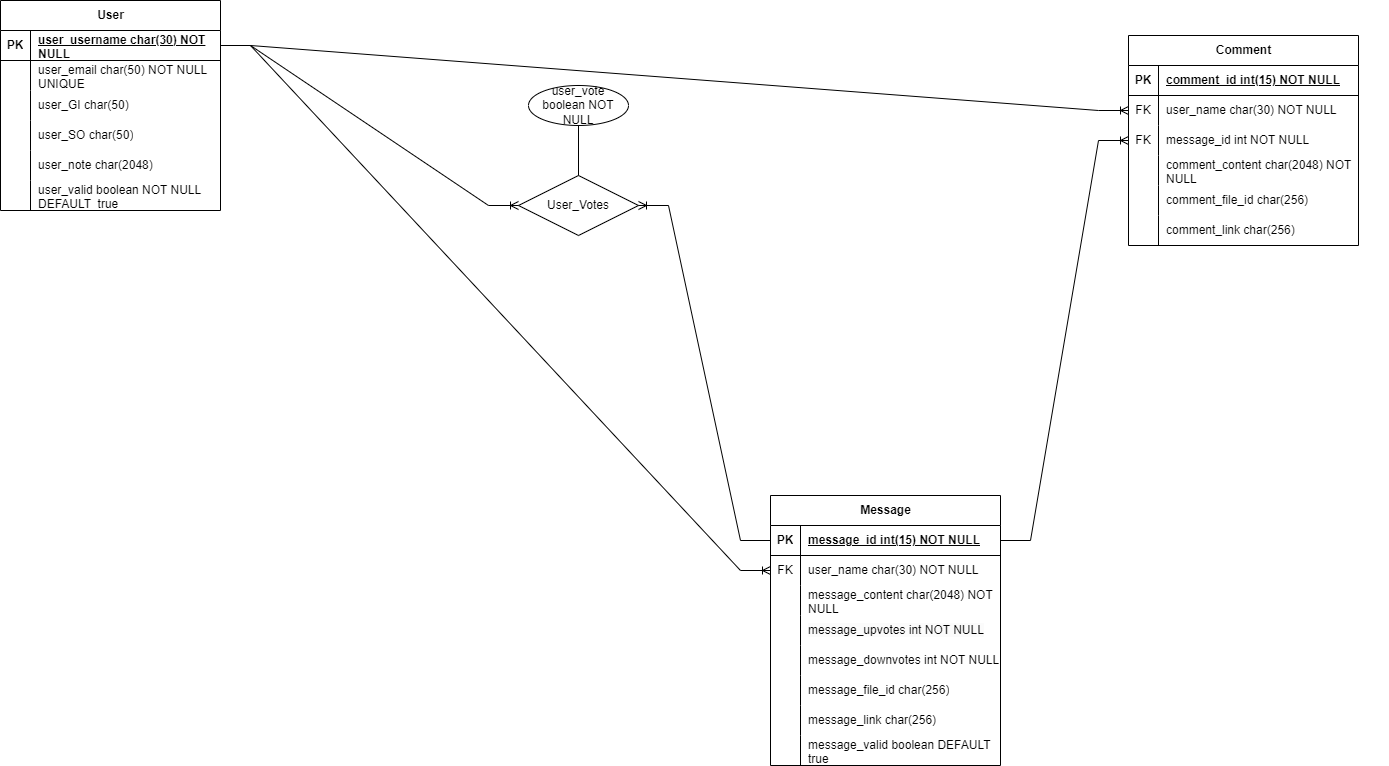 User
PK
user_username char(30) NOT
NULL
user_email char(50) NOT NULL
UNIQUE
user_GI char(50)
user_SO char(50)
user_note char(2048)
user_valid boolean NOT NULL
DEFAULT true
user_vote
boolean NOT
NULL
User_Votes
Comment
PK
comment_id int(15) NOT NULL
FK
user_name char(30) NOT NULL
FK
message_id int NOT NULL
comment_content char(2048) NOT
NULL
comment_file_id char(256)
comment_link char(256)
Message
PK
message_id int(15) NOT NULL
FK
user_name char(30) NOT NULL
message_content char(2048) NOT
NULL
message_upvotes int NOT NULL
message_downvotes int NOT NULL
message_file_id char(256)
message_link char(256)
message_valid boolean DEFAULT
true